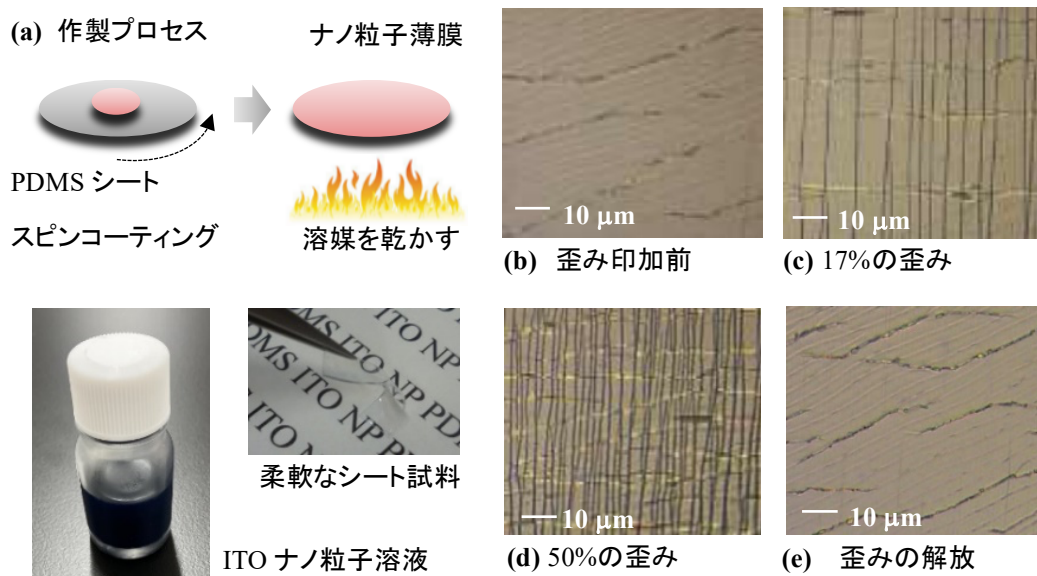 (a) 作製プロセス
ナノ粒子薄膜
PDMS シート
スピンコーティング
溶媒を乾かす
10 μm
(b) 歪み印加前
10 μm
(c) 17%の歪み
ITO NP
DMS ITO NP PD
ITO NP P
柔軟なシート試料
ITO ナノ粒子溶液
10 μm
(d) 50%の歪み
10 μm
(e) 歪みの解放